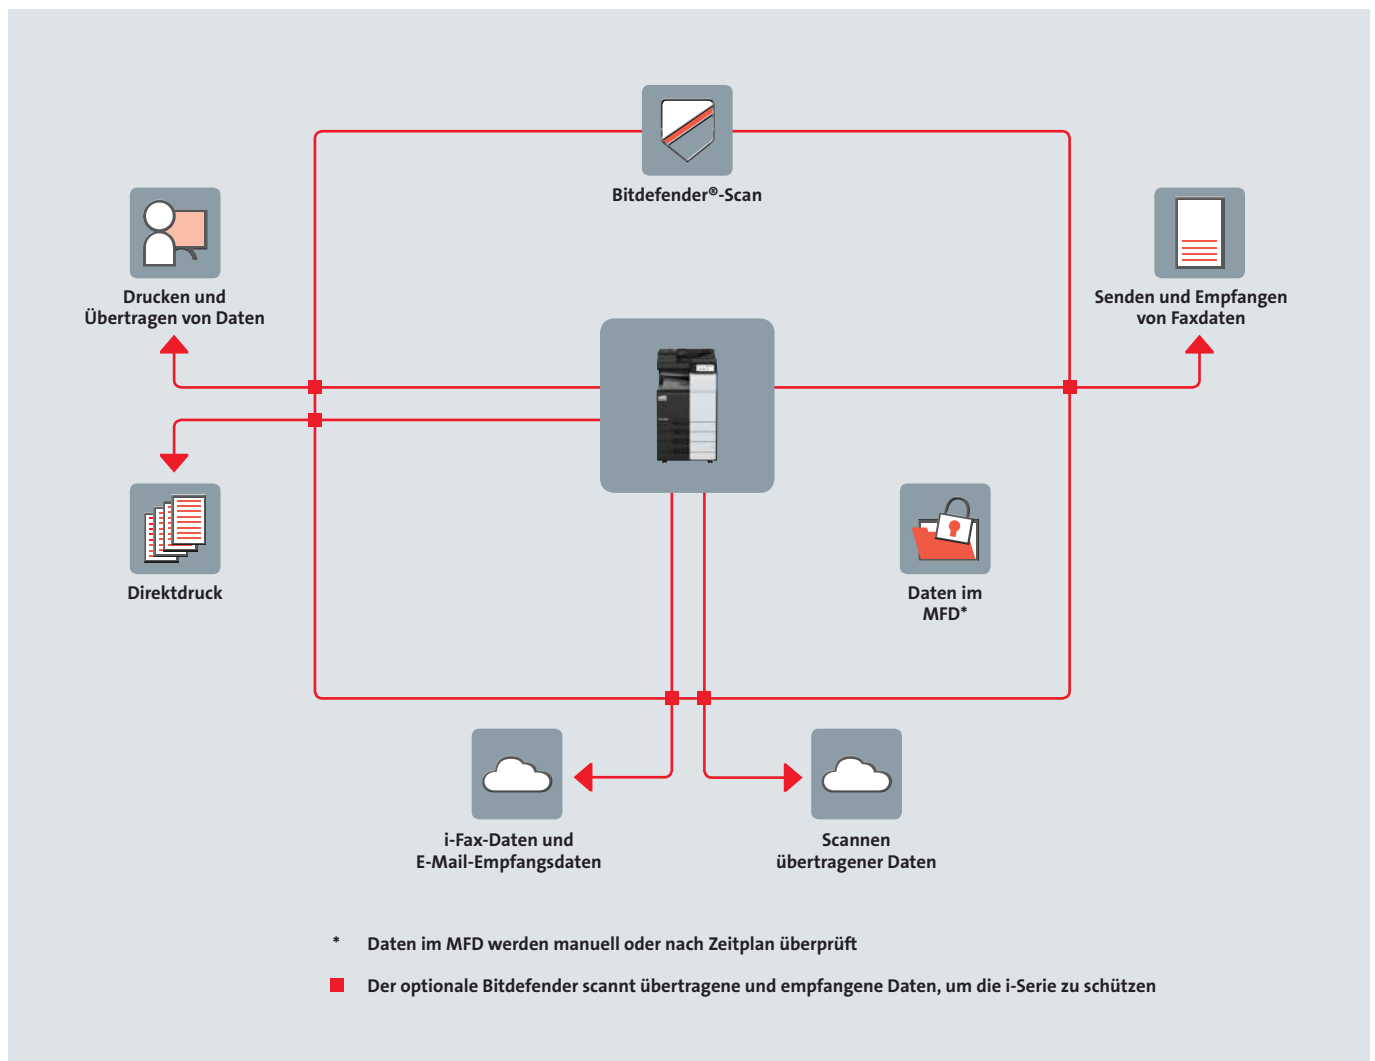 Bitdefender®-Scan
Drucken und
Übertragen von Daten
Senden und Empfangen
von Faxdaten
Direktdruck
Daten im
MFD*
i-Fax-Daten und
E-Mail-Empfangsdaten
Scannen
übertragener Daten
* Daten im MFD werden manuell oder nach Zeitplan überprüft
Der optionale Bitdefender scannt übertragene und empfangene Daten, um die i-Serie zu schützen